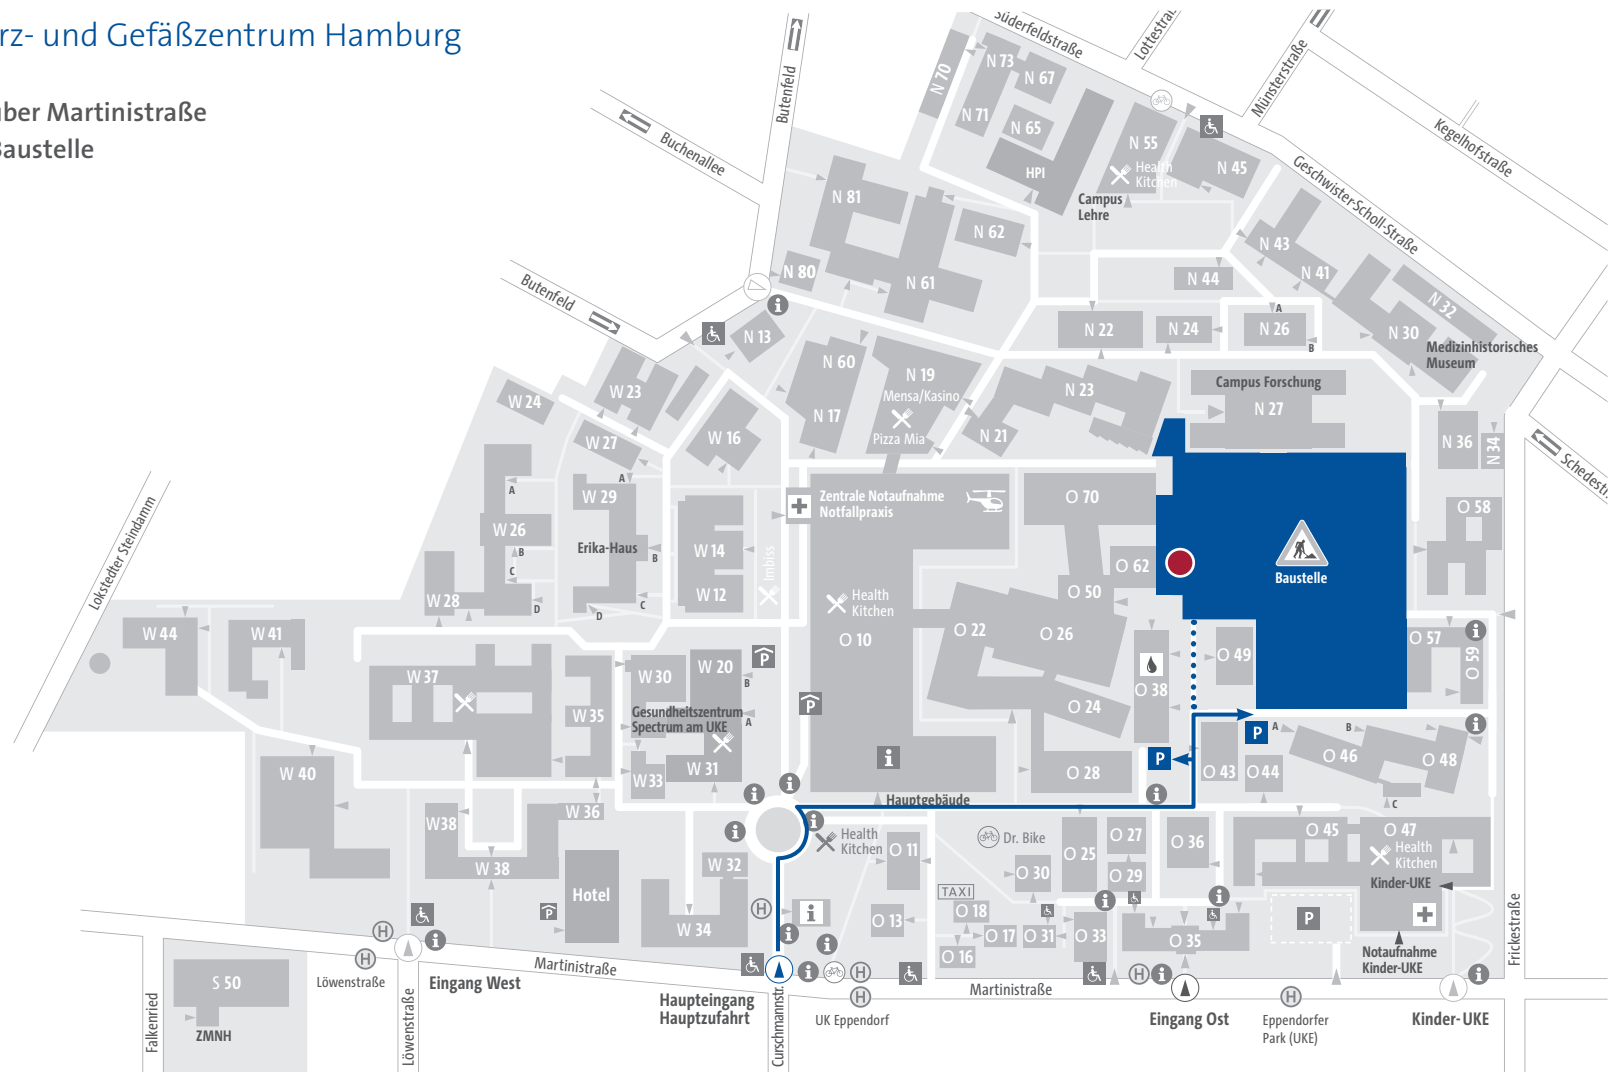 rz- und Gefäßzentrum Hamburg
über Martinistraße
Baustelle
Süderfeldstraße
Lottestraß
Münsterstraße
Kegelhofstraße
Geschwister-Scholl-Straße
Butenfeld
Buchenallee
Butenfeld
N 70
N 73
N 67
N 71
N 65
HPI
N 55
Health
Kitchen
N 45
Campus
Lehre
N 81
N 62
N 80
N 61
N 43
N 41
N 44
N 32
N 30
N 22
N 24
A
N 26
B
Medizinhistorisches
Museum
N 13
N 60
N 19
Mensa/Kasino
Pizza Mia
N 17
N 23
N 21
Campus Forschung
N 27
N 36
N 34
Schedestr
W 24
W 23
W 27
W 16
A
W 29
A
W 26
B
C
D
Erika-Haus
B
C
D
W 28
W 14
W 12
Imbiss
Zentrale Notaufnahme
Notfallpraxis
O 70
O 62
O 50
Baustelle
O 58
Lokstedter Steindamm
Health
Kitchen
O 10
O 22
O 26
O 24
O 38
O 49
O 57
O 59
W 44
W 41
W 37
W 35
W 30
W 20
B
A
P
P
Gesundheitszentrum
Spectrum am UKE
W 33
W 31
W 40
W 36
W38
W 38
Hotel
P
W 32
W 34
O 28
Hauptgebäude
P
P
O 43
O 44
A
B
C
O 46
O 48
Health
Kitchen
O 11
O 13
Dr. Bike
O 30
O 25
O 27
O 29
O 36
O 45
O 47
Health
Kitchen
Kinder-UKE
TAXI
O 18
O 17
O 16
O 31
O 33
O 35
P
Notaufnahme
Kinder-UKE
Frickestraße
Martinistraße
Martinistraße
H
H
H
H
H
H
H
S 50
ZMNH
Falkenried
Löwenstraße
Löwenstraße
Eingang West
Haupteingang
Hauptzufahrt
Curschmannstr.
UK Eppendorf
Eingang Ost
Eppendorfer
Park (UKE)
Kinder-UKE